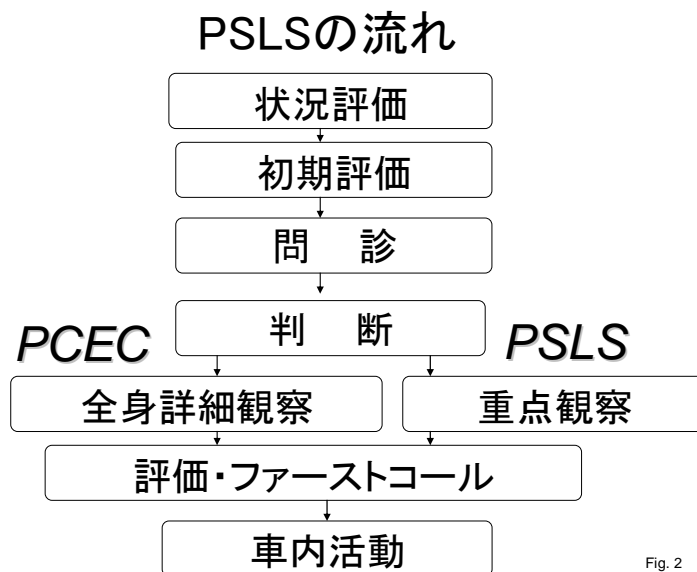 PSLSの流れ
状況評価
初期評価
問　診
判　断
PCEC
PSLS
全身詳細観察
重点観察
評価・ファーストコール
車内活動
Fig. 2